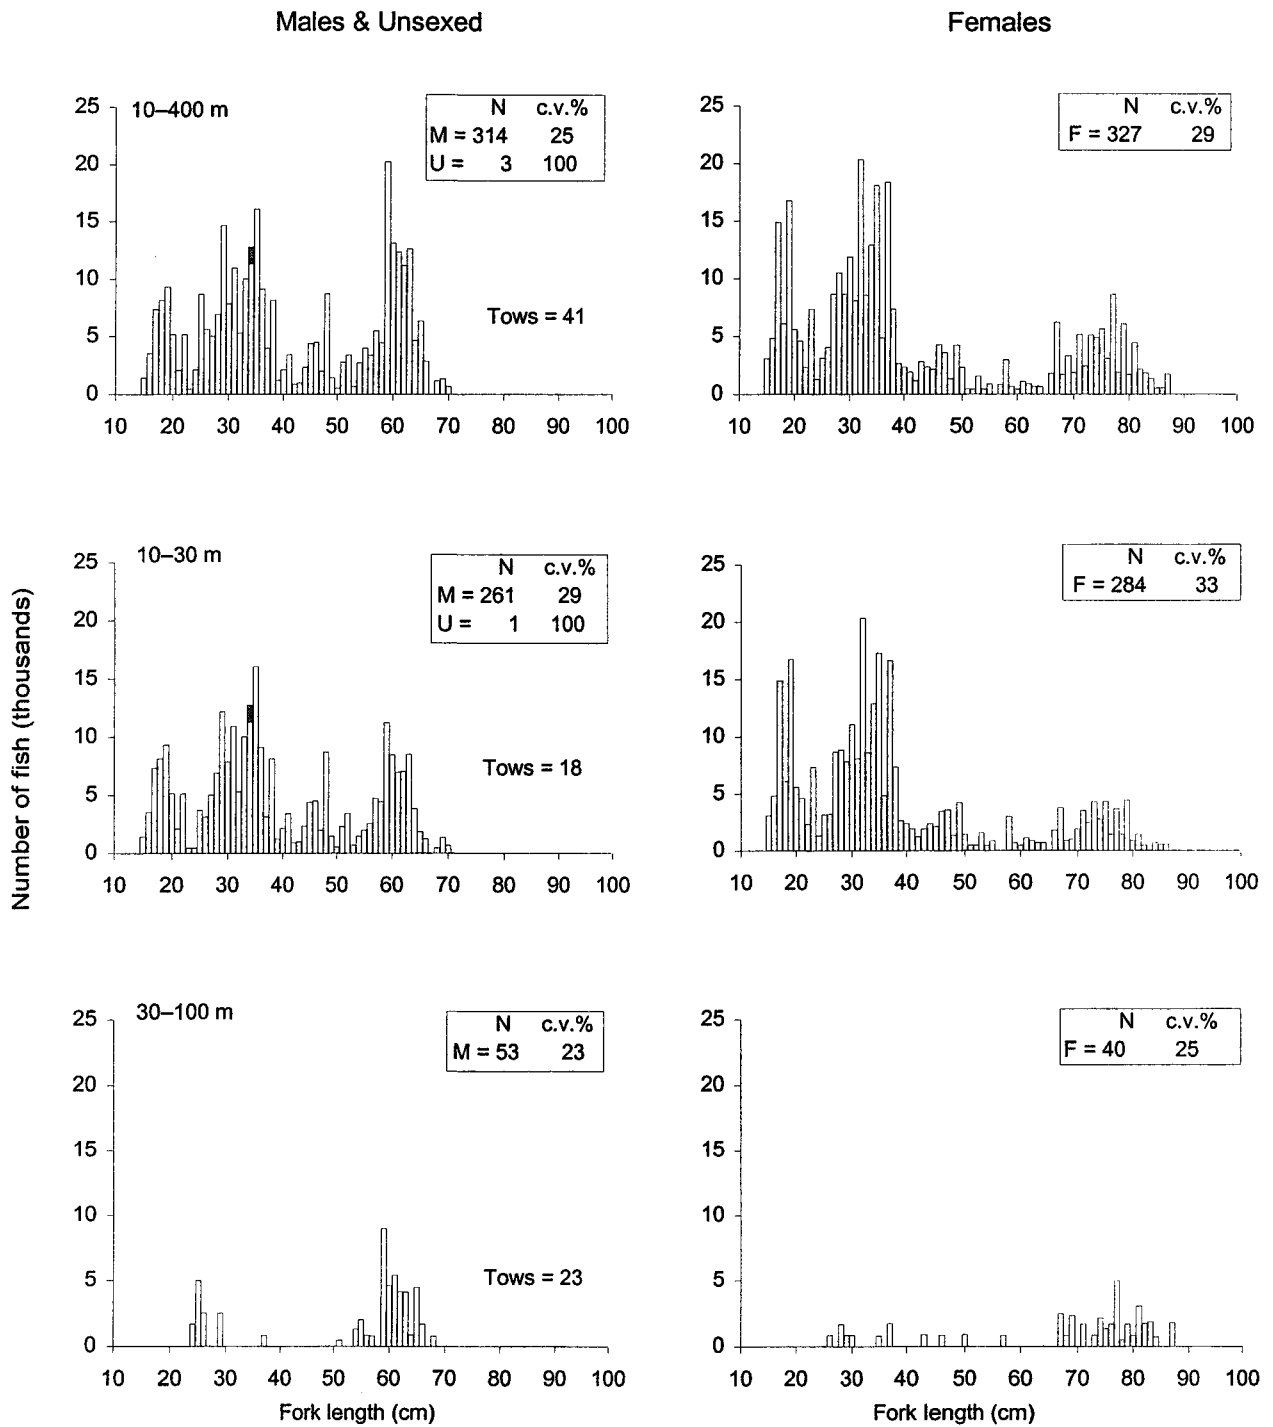 Males & Unsexed
Females
Number of fish (thousands)
10–400 m
N c.v.%
M = 314 25
U = 3 100
Tows = 41
25
20
15
10
5
0
10 20 30 40 50 60 70 80 90 100
N c.v.%
F = 327 29
25
20
15
10
5
0
10 20 30 40 50 60 70 80 90 100
10–30 m
N c.v.%
M = 261 29
U = 1 100
Tows = 18
25
20
15
10
5
0
10 20 30 40 50 60 70 80 90 100
N c.v.%
F = 284 33
25
20
15
10
5
0
10 20 30 40 50 60 70 80 90 100
30–100 m
N c.v.%
M = 53 23
Tows = 23
25
20
15
10
5
0
10 20 30 40 50 60 70 80 90 100
Fork length (cm)
N c.v.%
F = 40 25
25
20
15
10
5
0
10 20 30 40 50 60 70 80 90 100
Fork length (cm)